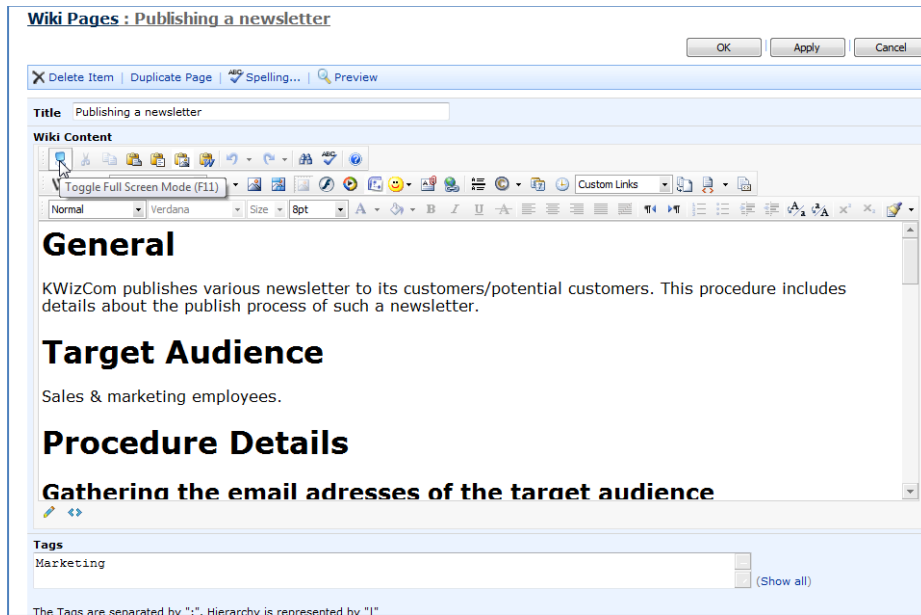 Wiki Pages : Publishing a newsletter
OK Apply Cancel
Delete Item | Duplicate Page | ABC Spelling... | Preview
Title Publishing a newsletter
Wiki Content
Toggle Full Screen Mode (F11)
Custom Links
Normal Verdana Size 8pt
General
KWizCom publishes various newsletter to its customers/potential customers. This procedure includes
details about the publish process of such a newsletter.
Target Audience
Sales & marketing employees.
Procedure Details
Gathering the email adresses of the target audience
Tags
Marketing
(Show all)
The Tags are separated by ";". Hierarchy is represented by "|"